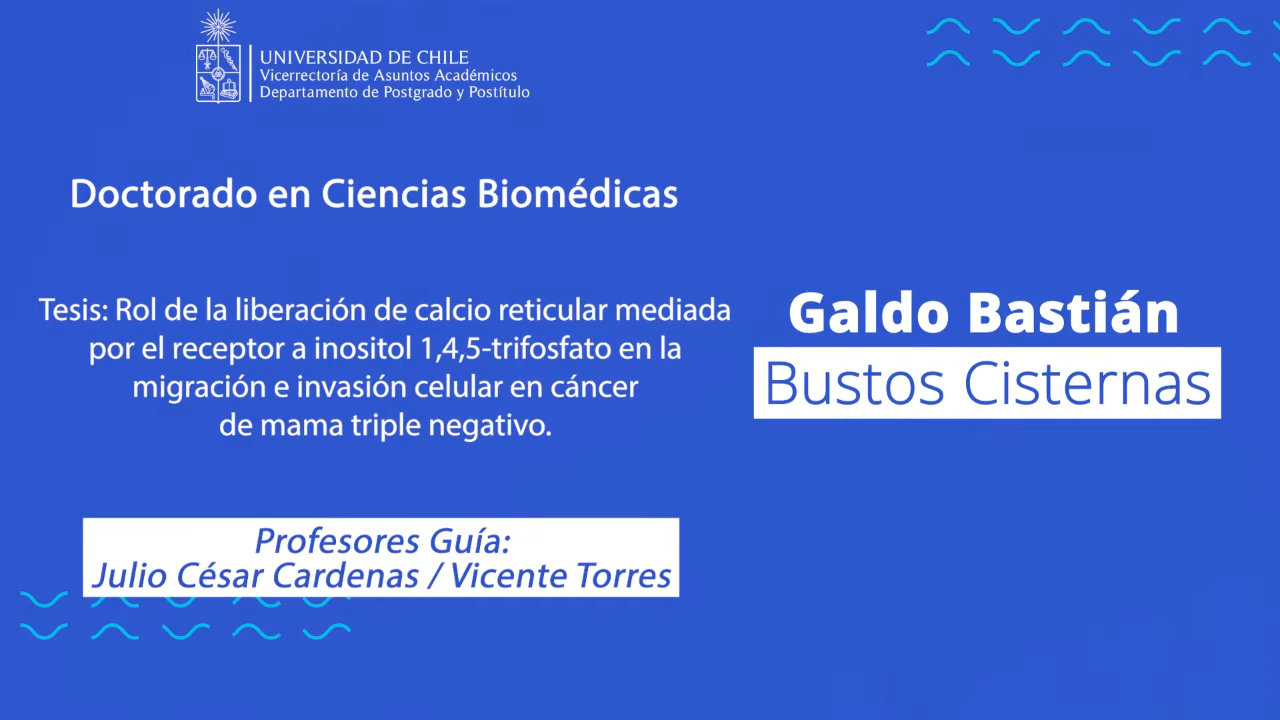 UNIVERSIDAD DE CHILE
Vicerrectoría de Asuntos Académicos
Departamento de Postgrado y Postítulo
Doctorado en Ciencias Biomédicas
Tesis: Rol de la liberación de calcio reticular mediada
por el receptor a inositol 1,4,5-trifosfato en la
migración e invasión celular en cáncer
de mama triple negativo.
Profesores Guía:
Julio César Cardenas / Vicente Torres
Galdo Bastián
Bustos Cisternas